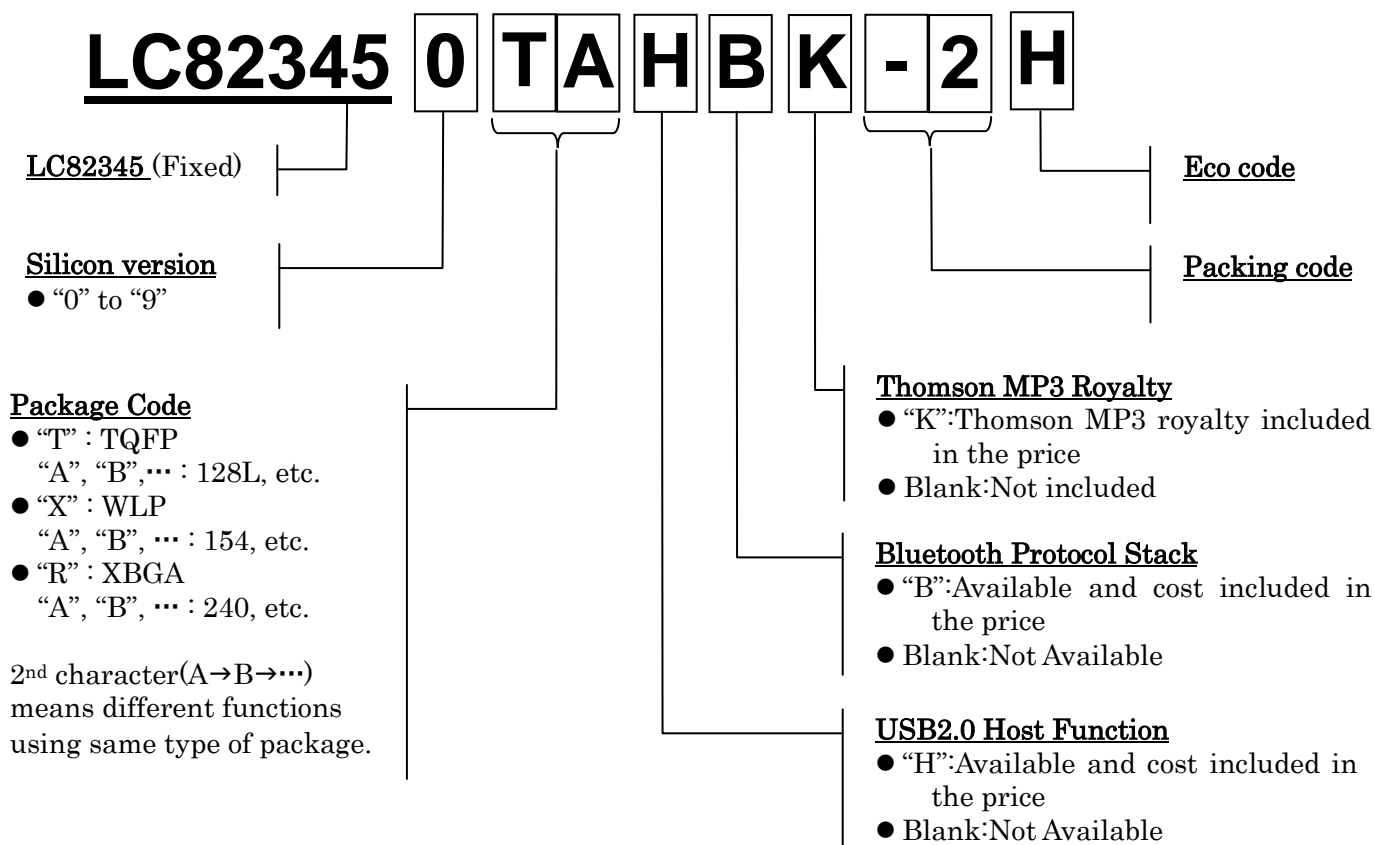 LC823450TAHBK-2H
LC82345 (Fixed)
Silicon version
● “0” to “9”
Package Code
● “T” : TQFP
“A”, “B”,··· : 128L, etc.
● “X” : WLP
“A”, “B”, ··· : 154, etc.
● “R” : XBGA
“A”, “B”, ··· : 240, etc.
2nd character(A→B→···)
means different functions
using same type of package.
Eco code
Packing code
Thomson MP3 Royalty
● “K”:Thomson MP3 royalty included
in the price
● Blank:Not included
Bluetooth Protocol Stack
● “B”:Available and cost included in
the price
● Blank:Not Available
USB2.0 Host Function
● “H”:Available and cost included in
the price
● Blank:Not Available